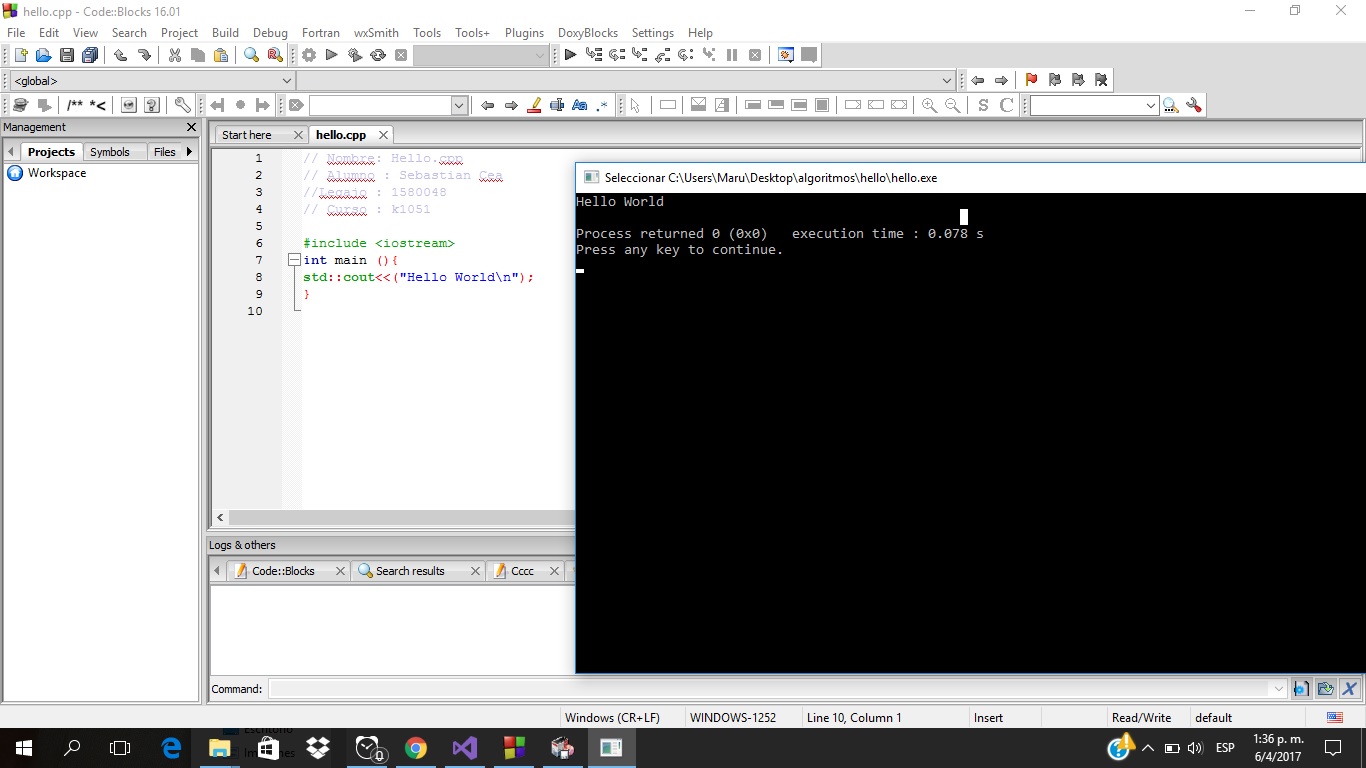 hello.cpp - Code::Blocks 16.01
File Edit View Search Project Build Debug Fortran wxSmith Tools Tools+ Plugins DoxyBlocks Settings Help
<global>
/** *<
Aa .*
S C
Management
Projects Symbols Files
Workspace
Start here hello.cpp
1 // Nombre: Hello.cpp
2 // Alumno : Sebastian Cea
3 //Legajo : 1580048
4 // Curso : k1051
5
6 #include <iostream>
7 int main (){
8 std::cout<<("Hello World\n");
9 }
10
Seleccionar C:\Users\Maru\Desktop\algoritmos\hello\hello.exe
Hello World
Process returned 0 (0x0)   execution time : 0.078 s
Press any key to continue.
Logs & others
Code::Blocks Search results Cccc
Command:
Windows (CR+LF) WINDOWS-1252 Line 10, Column 1 Insert Read/Write default
Escritorio
ESP
1:36 p. m.
6/4/2017